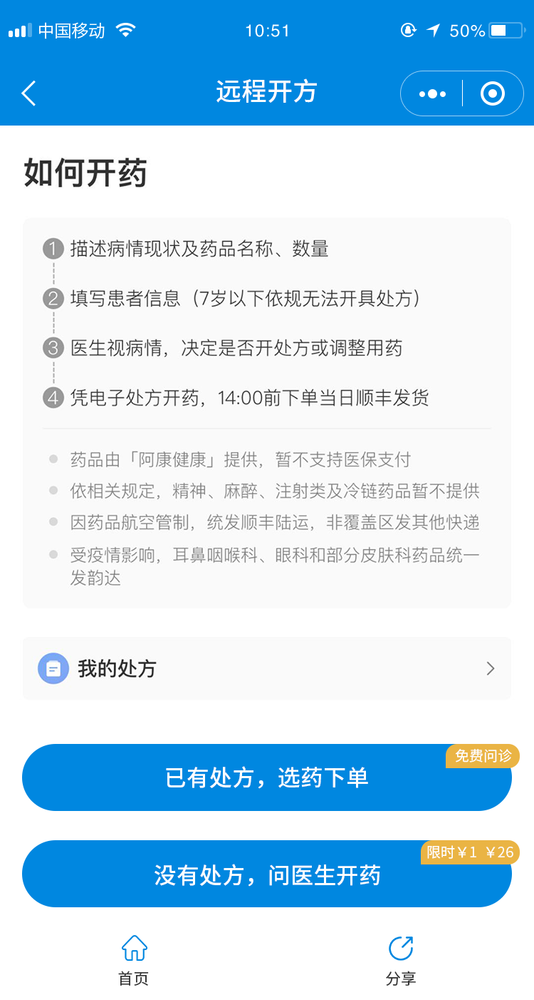 中国移动 10:51 50%
远程开方
如何开药
1 描述病情现状及药品名称、数量
2 填写患者信息（7岁以下依规无法开具处方）
3 医生视病情，决定是否开处方或调整用药
4 凭电子处方开药，14:00前下单当日顺丰发货
药品由「阿康健康」提供，暂不支持医保支付
依相关规定，精神、麻醉、注射类及冷链药品暂不提供
因药品航空管制，统发顺丰陆运，非覆盖区发其他快递
受疫情影响，耳鼻咽喉科、眼科和部分皮肤科药品统一
发韵达
我的处方
免费问诊
已有处方，选药下单
限时￥1 ￥26
没有处方，问医生开药
首页 分享